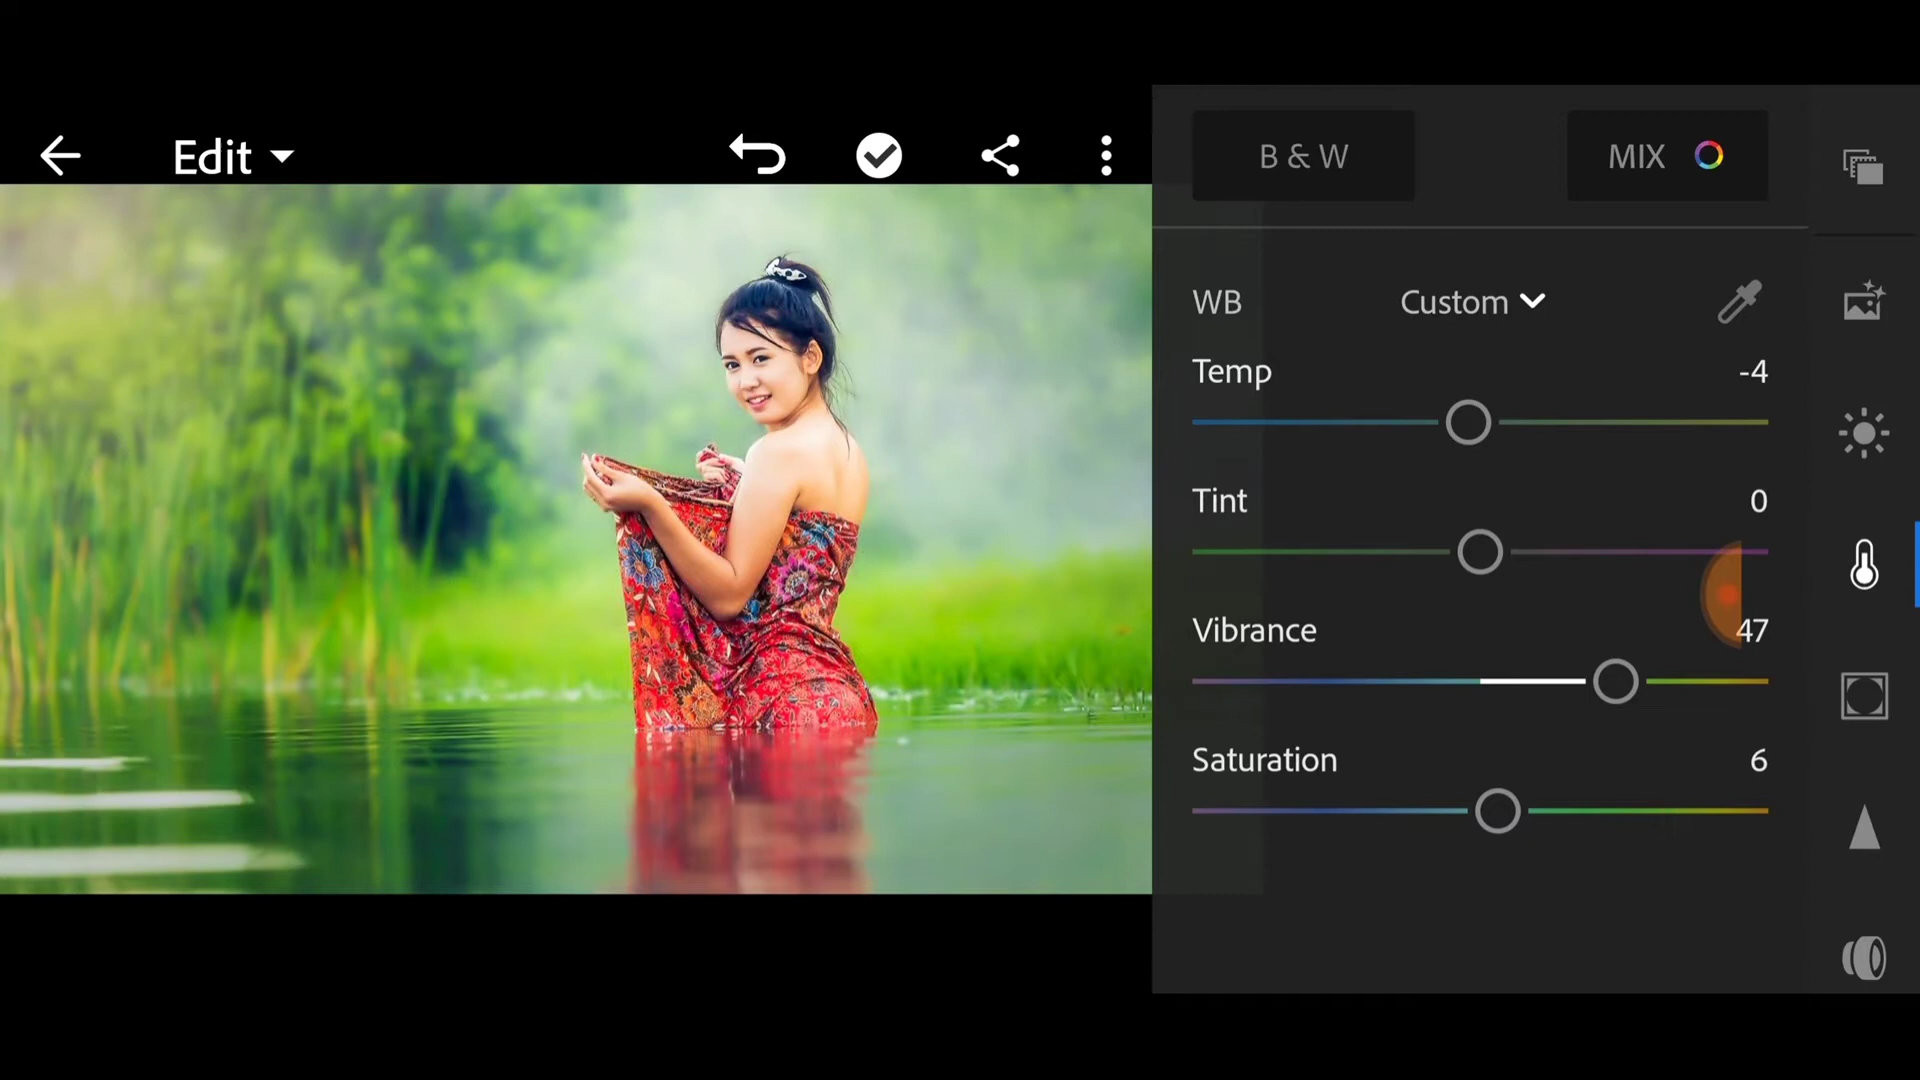 Edit
B & W
MIX
WB
Custom
Temp
-4
Tint
0
Vibrance
47
Saturation
6